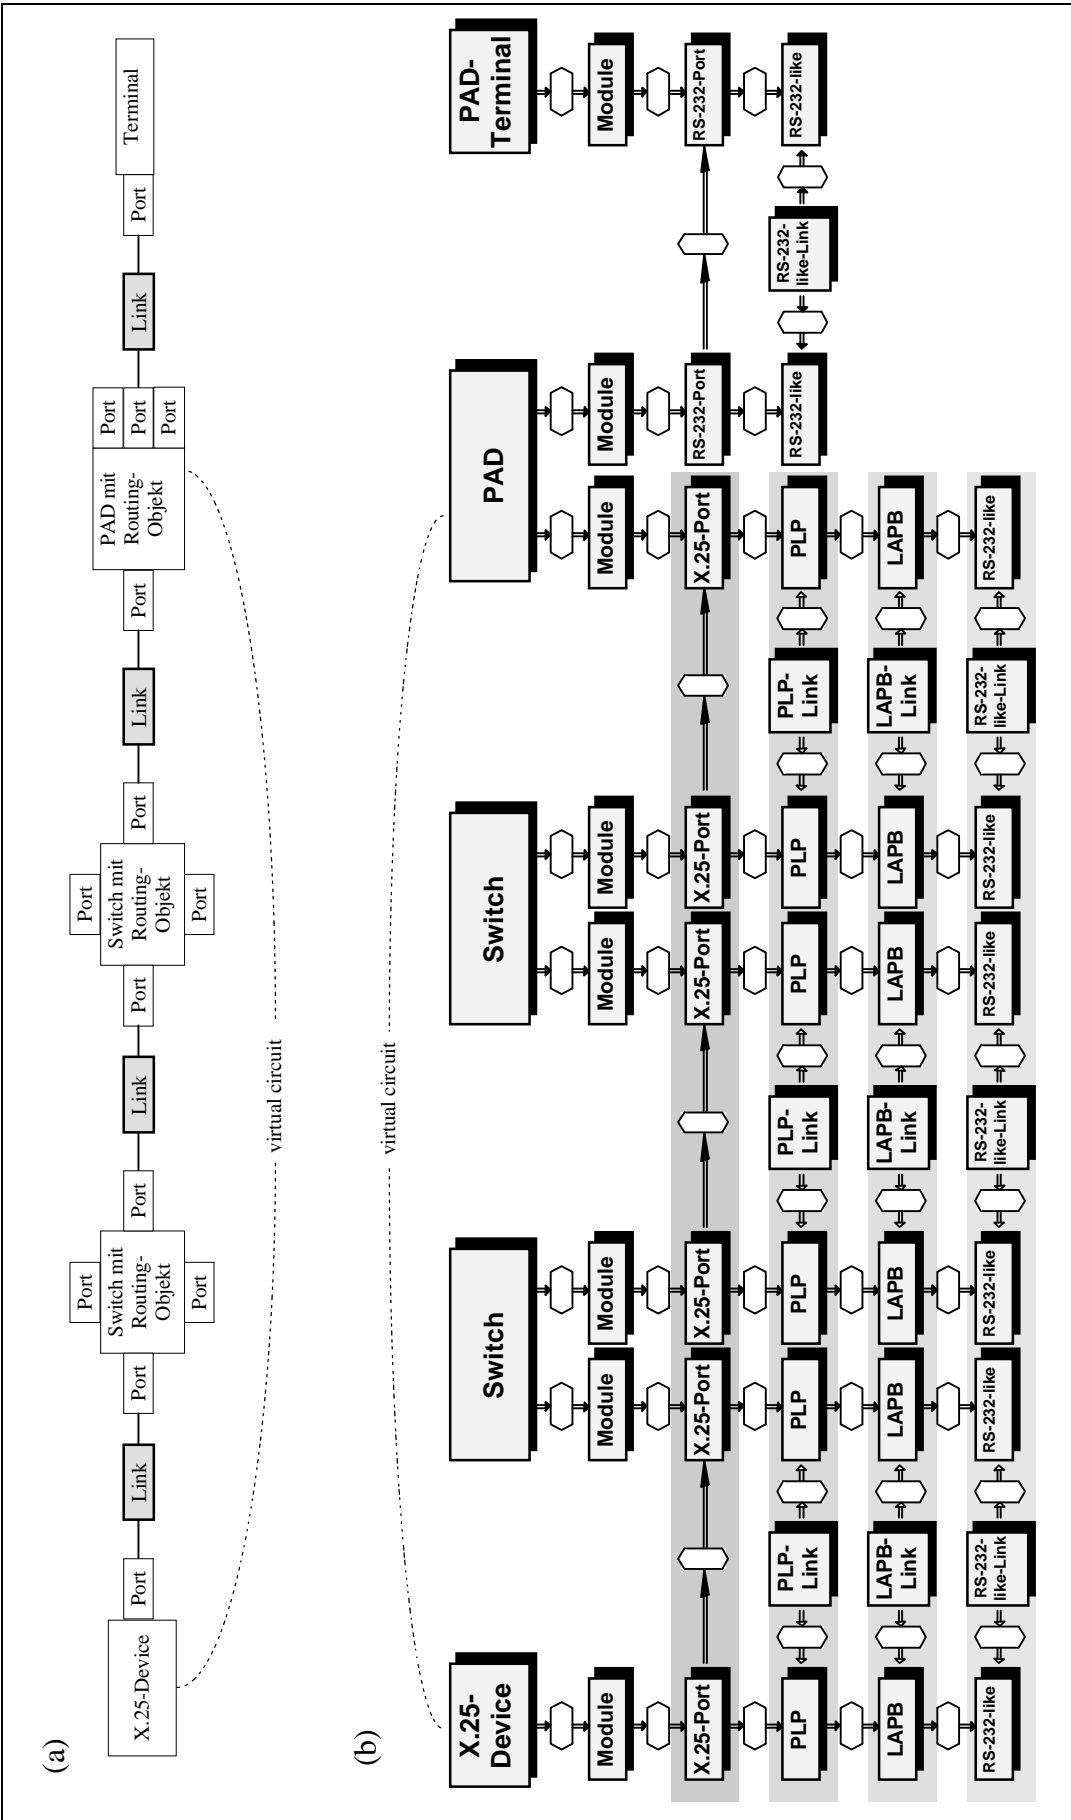 (a)
X.25-Device
Port
Link
Port
Port
Switch mit
Routing-
Objekt
Port
Port
Link
Port
Port
Switch mit
Routing-
Objekt
Port
Port
Link
Port
PAD mit
Routing-
Objekt
Port
Port
Port
Link
Port
Terminal
virtual circuit
(b)
virtual circuit
X.25-
Device
Switch
Switch
PAD
PAD-
Terminal
Module
Module
Module
Module
Module
Module
Module
Module
X.25-Port
X.25-Port
X.25-Port
X.25-Port
X.25-Port
X.25-Port
RS-232-Port
RS-232-Port
PLP
PLP-
Link
PLP
PLP
PLP-
Link
PLP
PLP
PLP-
Link
PLP
RS-232-like
RS-232-
like-Link
RS-232-like
LAPB
LAPB-
Link
LAPB
LAPB
LAPB-
Link
LAPB
LAPB
LAPB-
Link
LAPB
RS-232-like
RS-232-
like-Link
RS-232-like
RS-232-like
RS-232-
like-Link
RS-232-like
RS-232-like
RS-232-
like-Link
RS-232-like